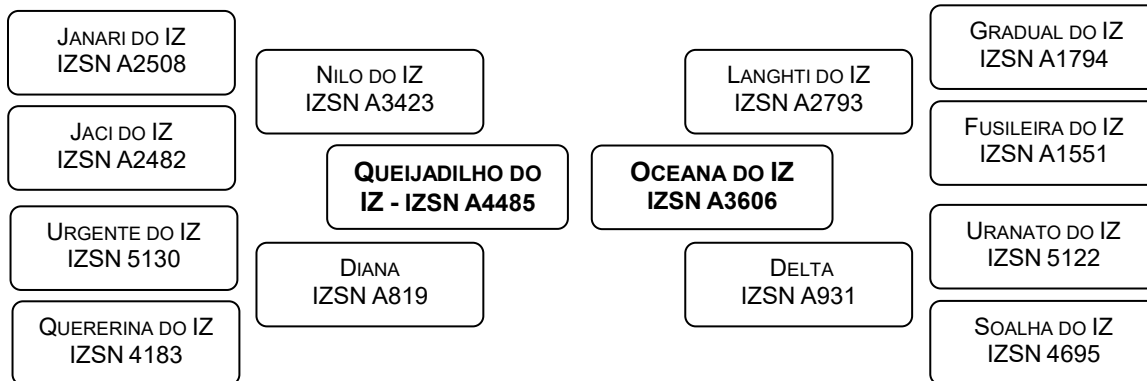 JANARI DO IZ
IZSN A2508
JACI DO IZ
IZSN A2482
URGENTE DO IZ
IZSN 5130
QUERERINA DO IZ
IZSN 4183
NILO DO IZ
IZSN A3423
DIANA
IZSN A819
QUEIJADILHO DO
IZ - IZSN A4485
OCEANA DO IZ
IZSN A3606
LANGHTI DO IZ
IZSN A2793
DELTA
IZSN A931
GRADUAL DO IZ
IZSN A1794
FUSILEIRA DO IZ
IZSN A1551
URANATO DO IZ
IZSN 5122
SOALHA DO IZ
IZSN 4695